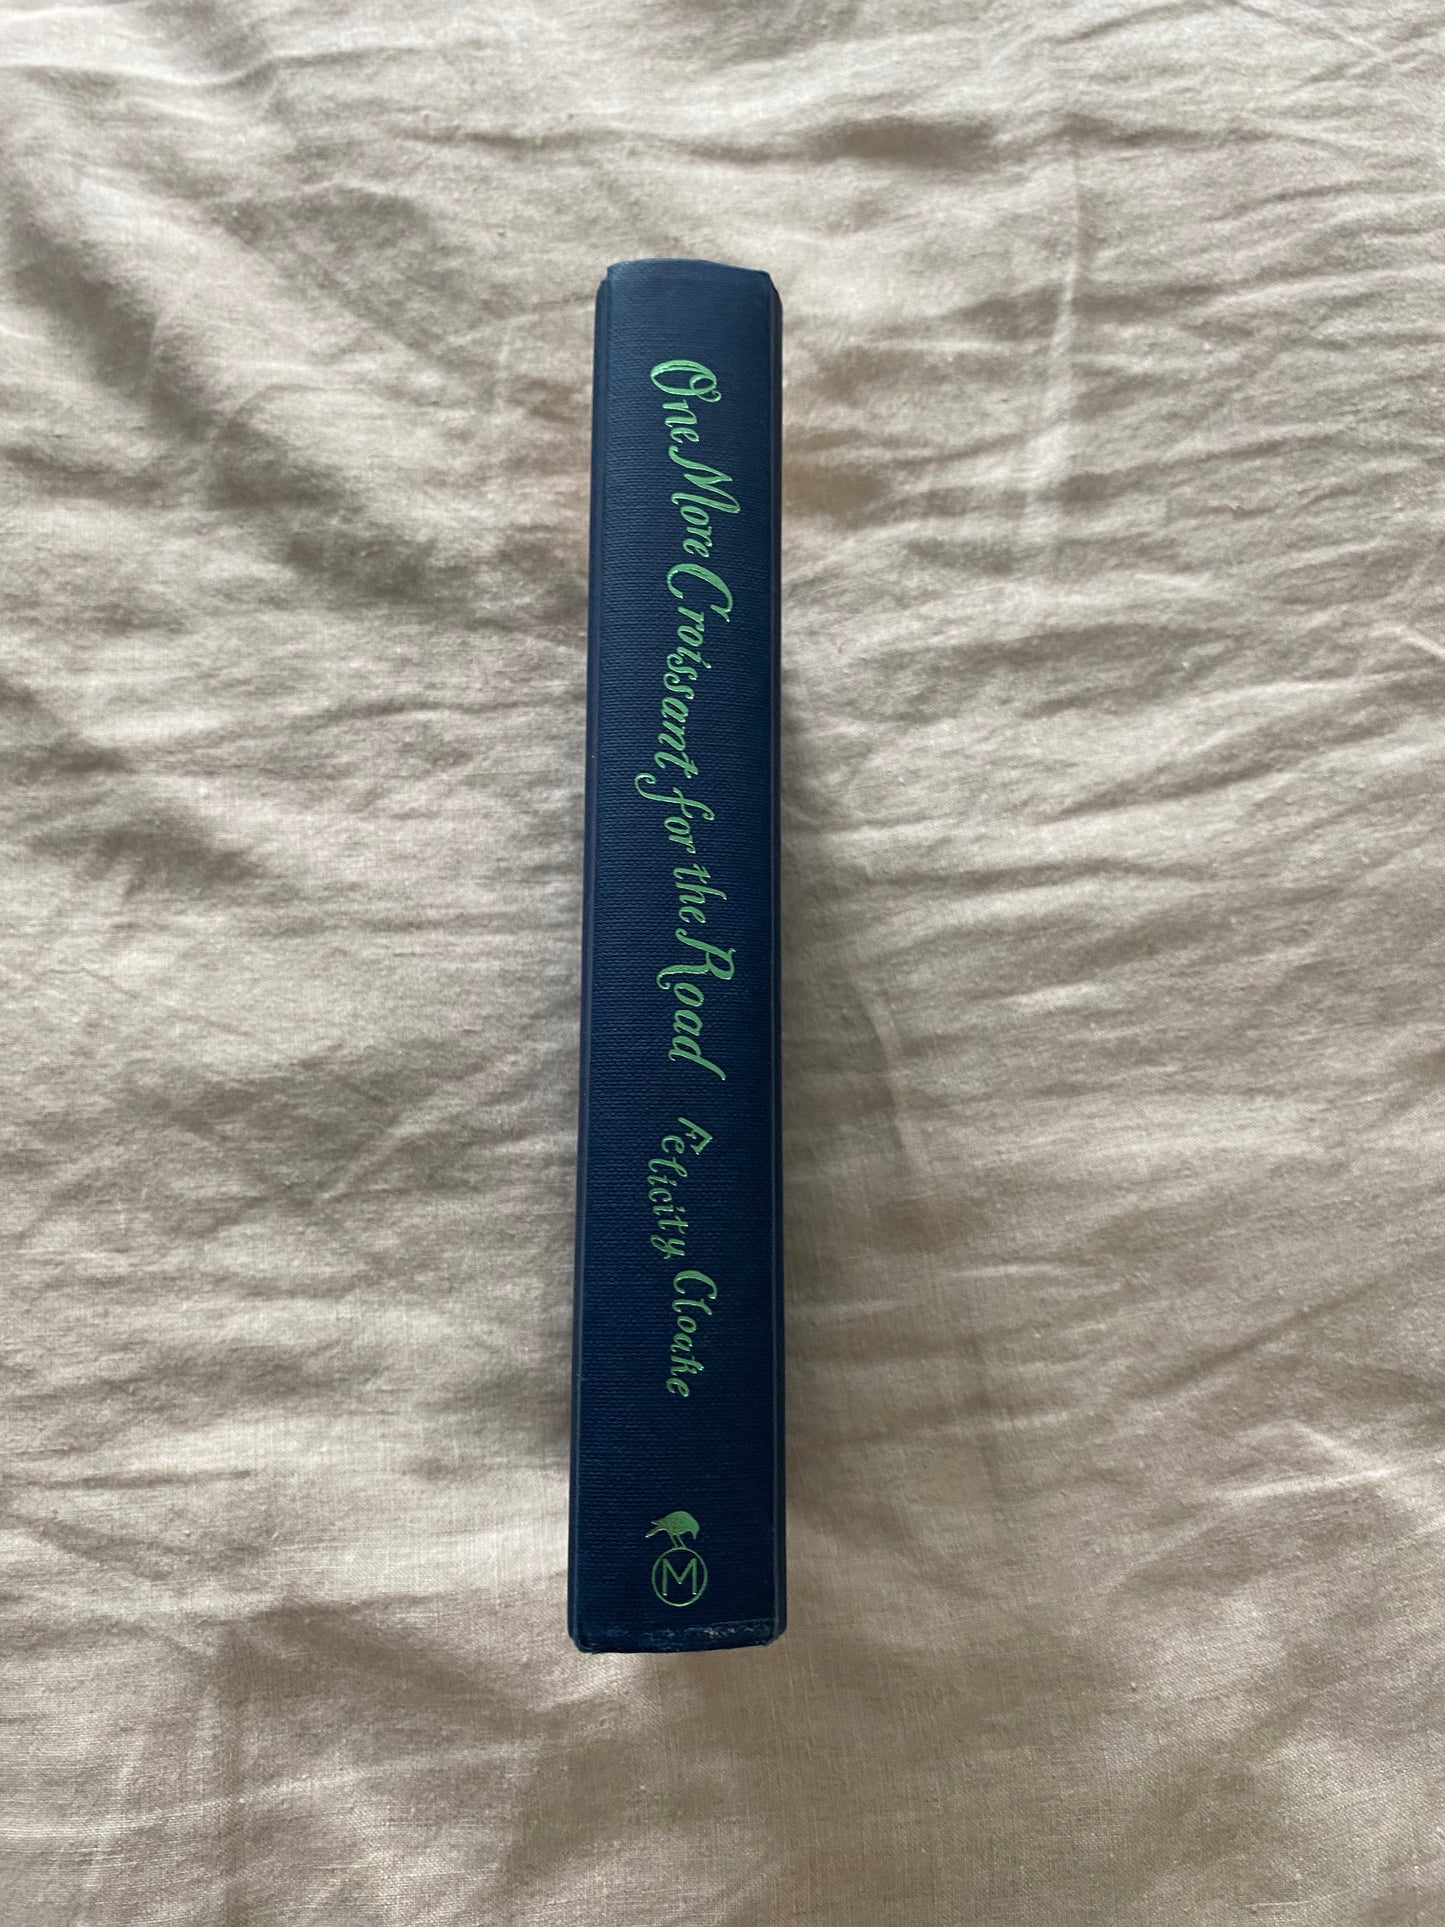 One More Croissant for the Road
Felicity Cloake
M